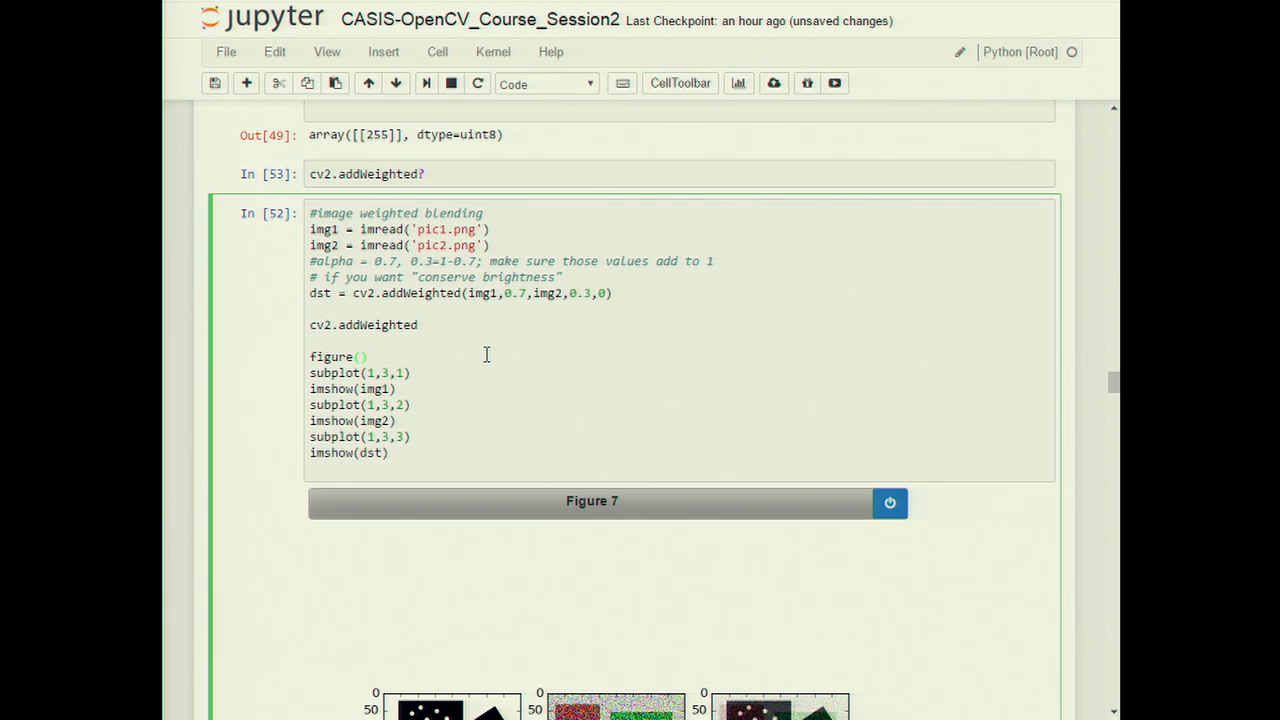 jupyter CASIS-OpenCV_Course_Session2 Last Checkpoint: an hour ago (unsaved changes)
File Edit View Insert Cell Kernel Help Python [Root]
Code CellToolbar
Out[49]: array([[255]], dtype=uint8)
In [53]: cv2.addWeighted?
In [52]: #image weighted blending
img1 = imread('pic1.png')
img2 = imread('pic2.png')
#alpha = 0.7, 0.3=1-0.7; make sure those values add to 1
# if you want "conserve brightness"
dst = cv2.addWeighted(img1,0.7,img2,0.3,0)
cv2.addWeighted
figure()
subplot(1,3,1)
imshow(img1)
subplot(1,3,2)
imshow(img2)
subplot(1,3,3)
imshow(dst)
Figure 7
0 0 0
50 50 50